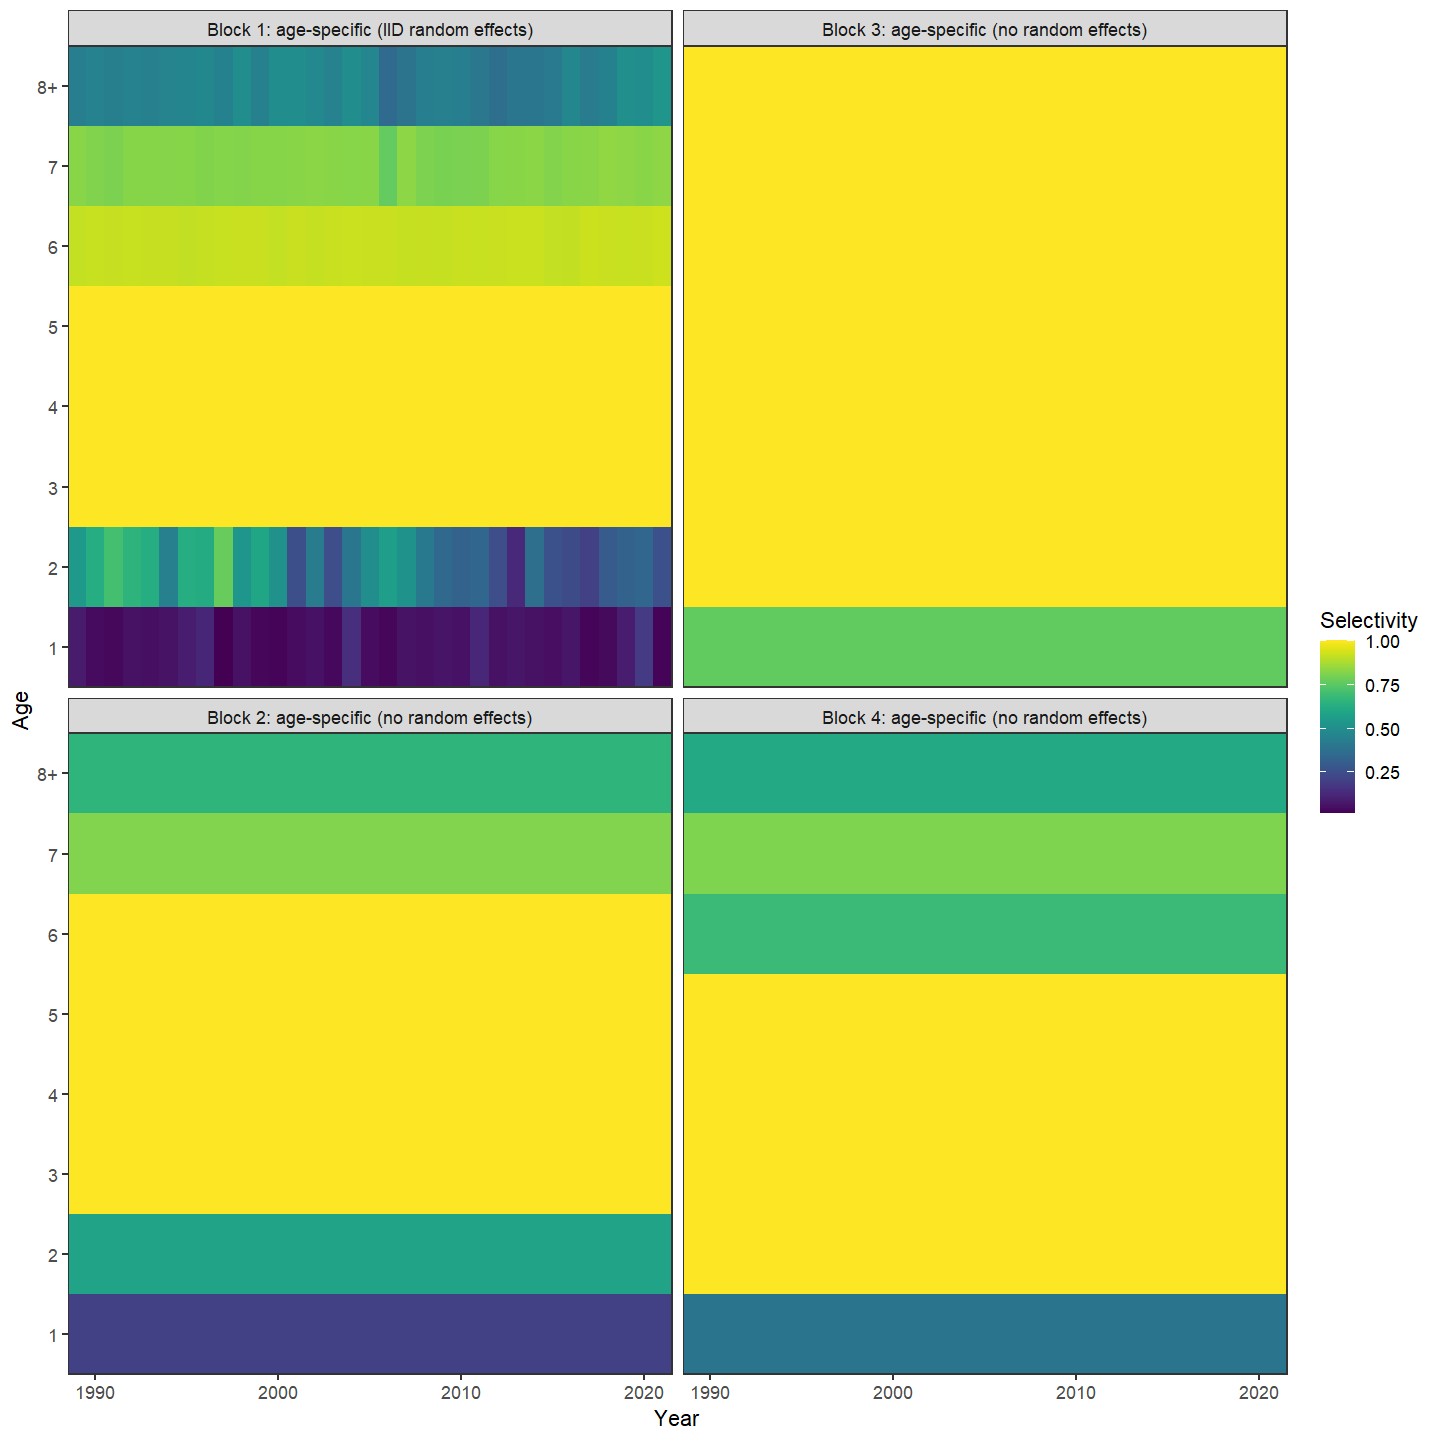 Block 1: age-specific (IID random effects)
Block 3: age-specific (no random effects)
8+
7
6
5
4
3
2
1
Block 2: age-specific (no random effects)
Block 4: age-specific (no random effects)
8+
7
6
5
4
3
2
1
1990 2000 2010 2020
1990 2000 2010 2020
Year
Age
Selectivity
1.00
0.75
0.50
0.25